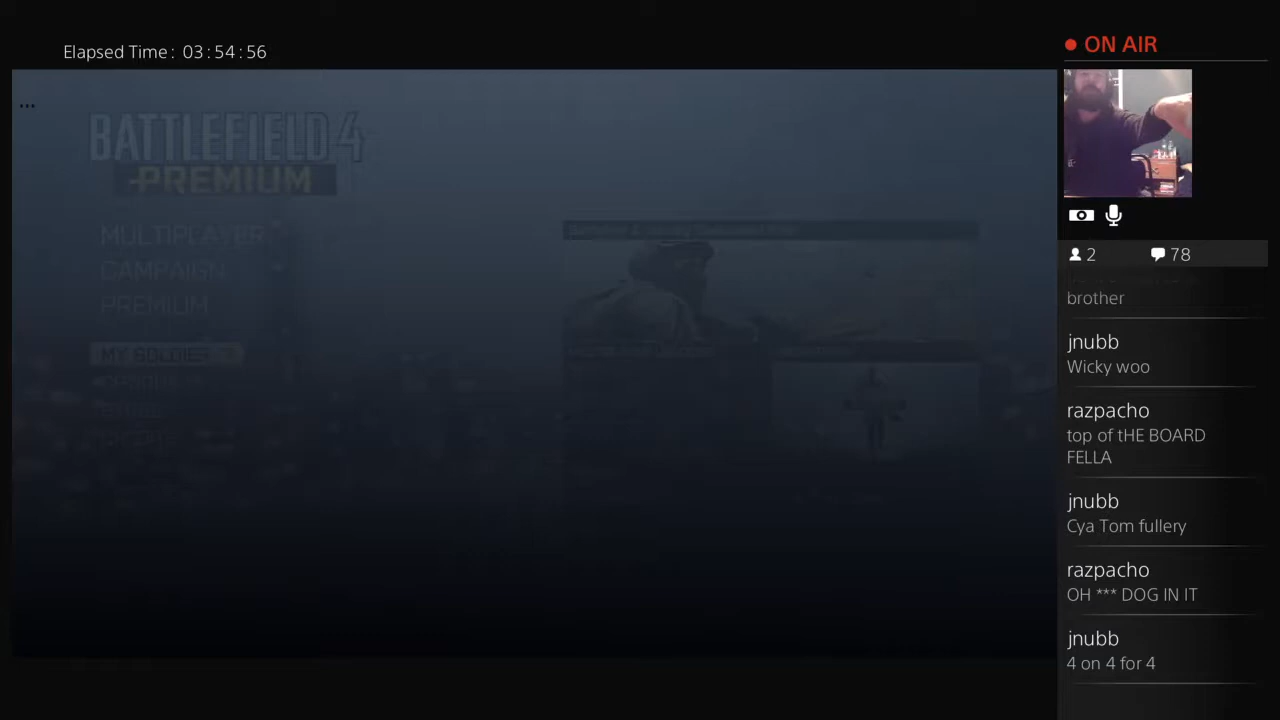 Elapsed Time: 03:54:56
ON AIR
...
BATTLEFIELD 4
PREMIUM
MULTIPLAYER
CAMPAIGN
PREMIUM
MY SOLDIER
2
78
brother
jnubb
Wicky woo
razpacho
top of tHE BOARD
FELLA
jnubb
Cya Tom fullery
razpacho
OH *** DOG IN IT
jnubb
4 on 4 for 4